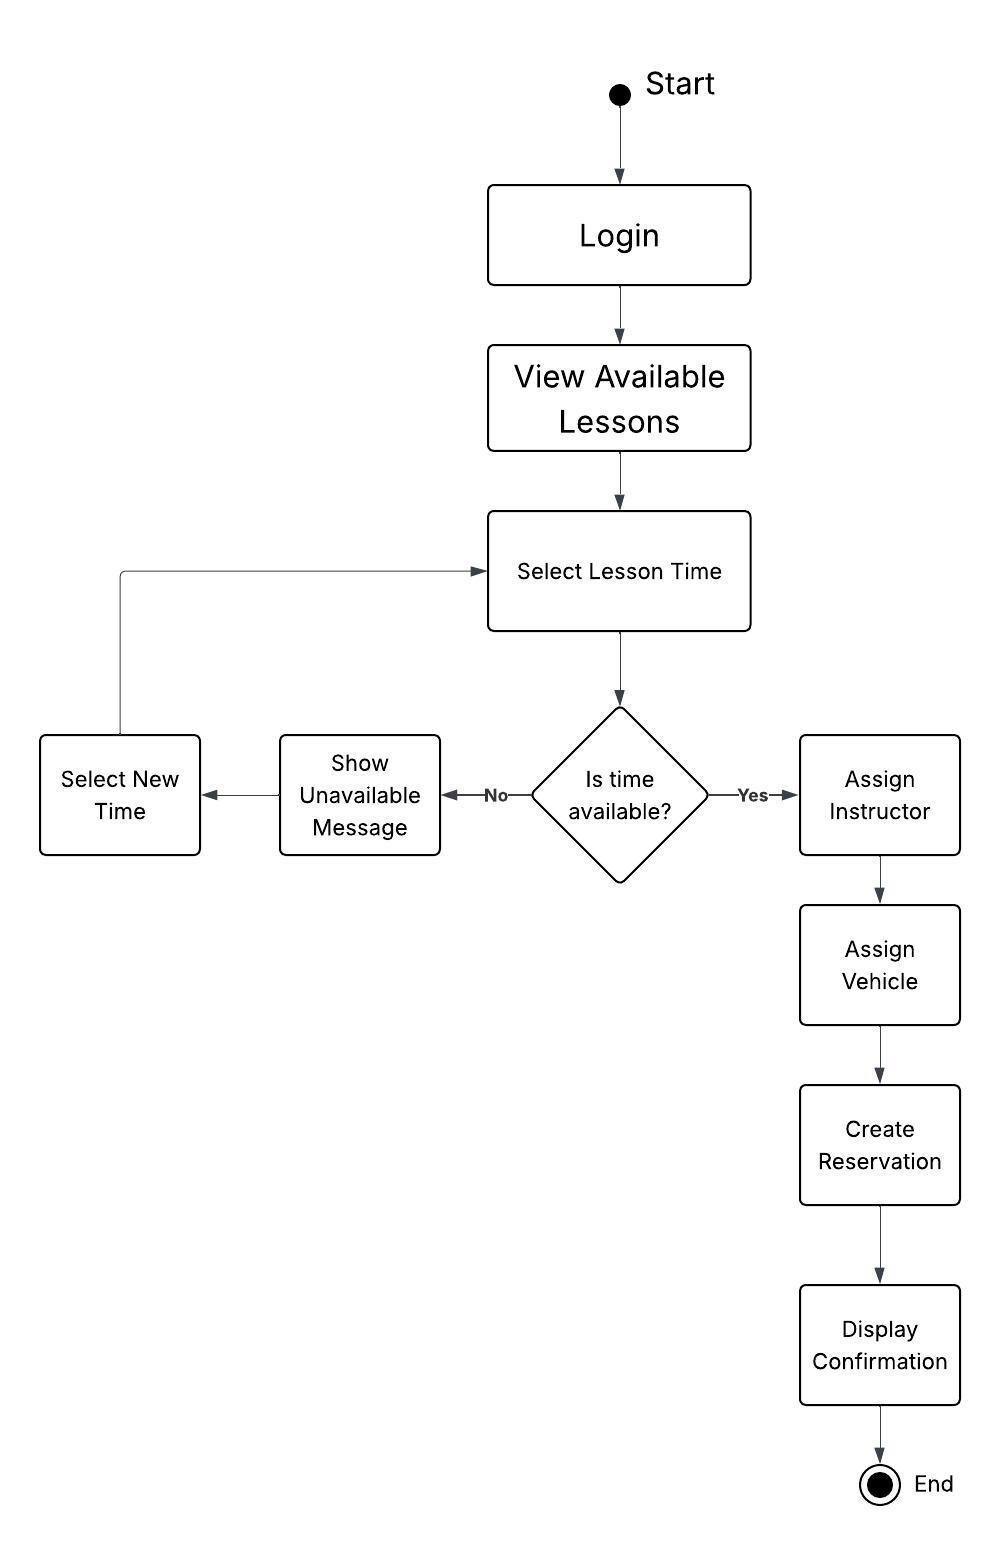 Start
Login
View Available
Lessons
Select Lesson Time
Is time
available?
No
Yes
Show
Unavailable
Message
Select New
Time
Assign
Instructor
Assign
Vehicle
Create
Reservation
Display
Confirmation
End